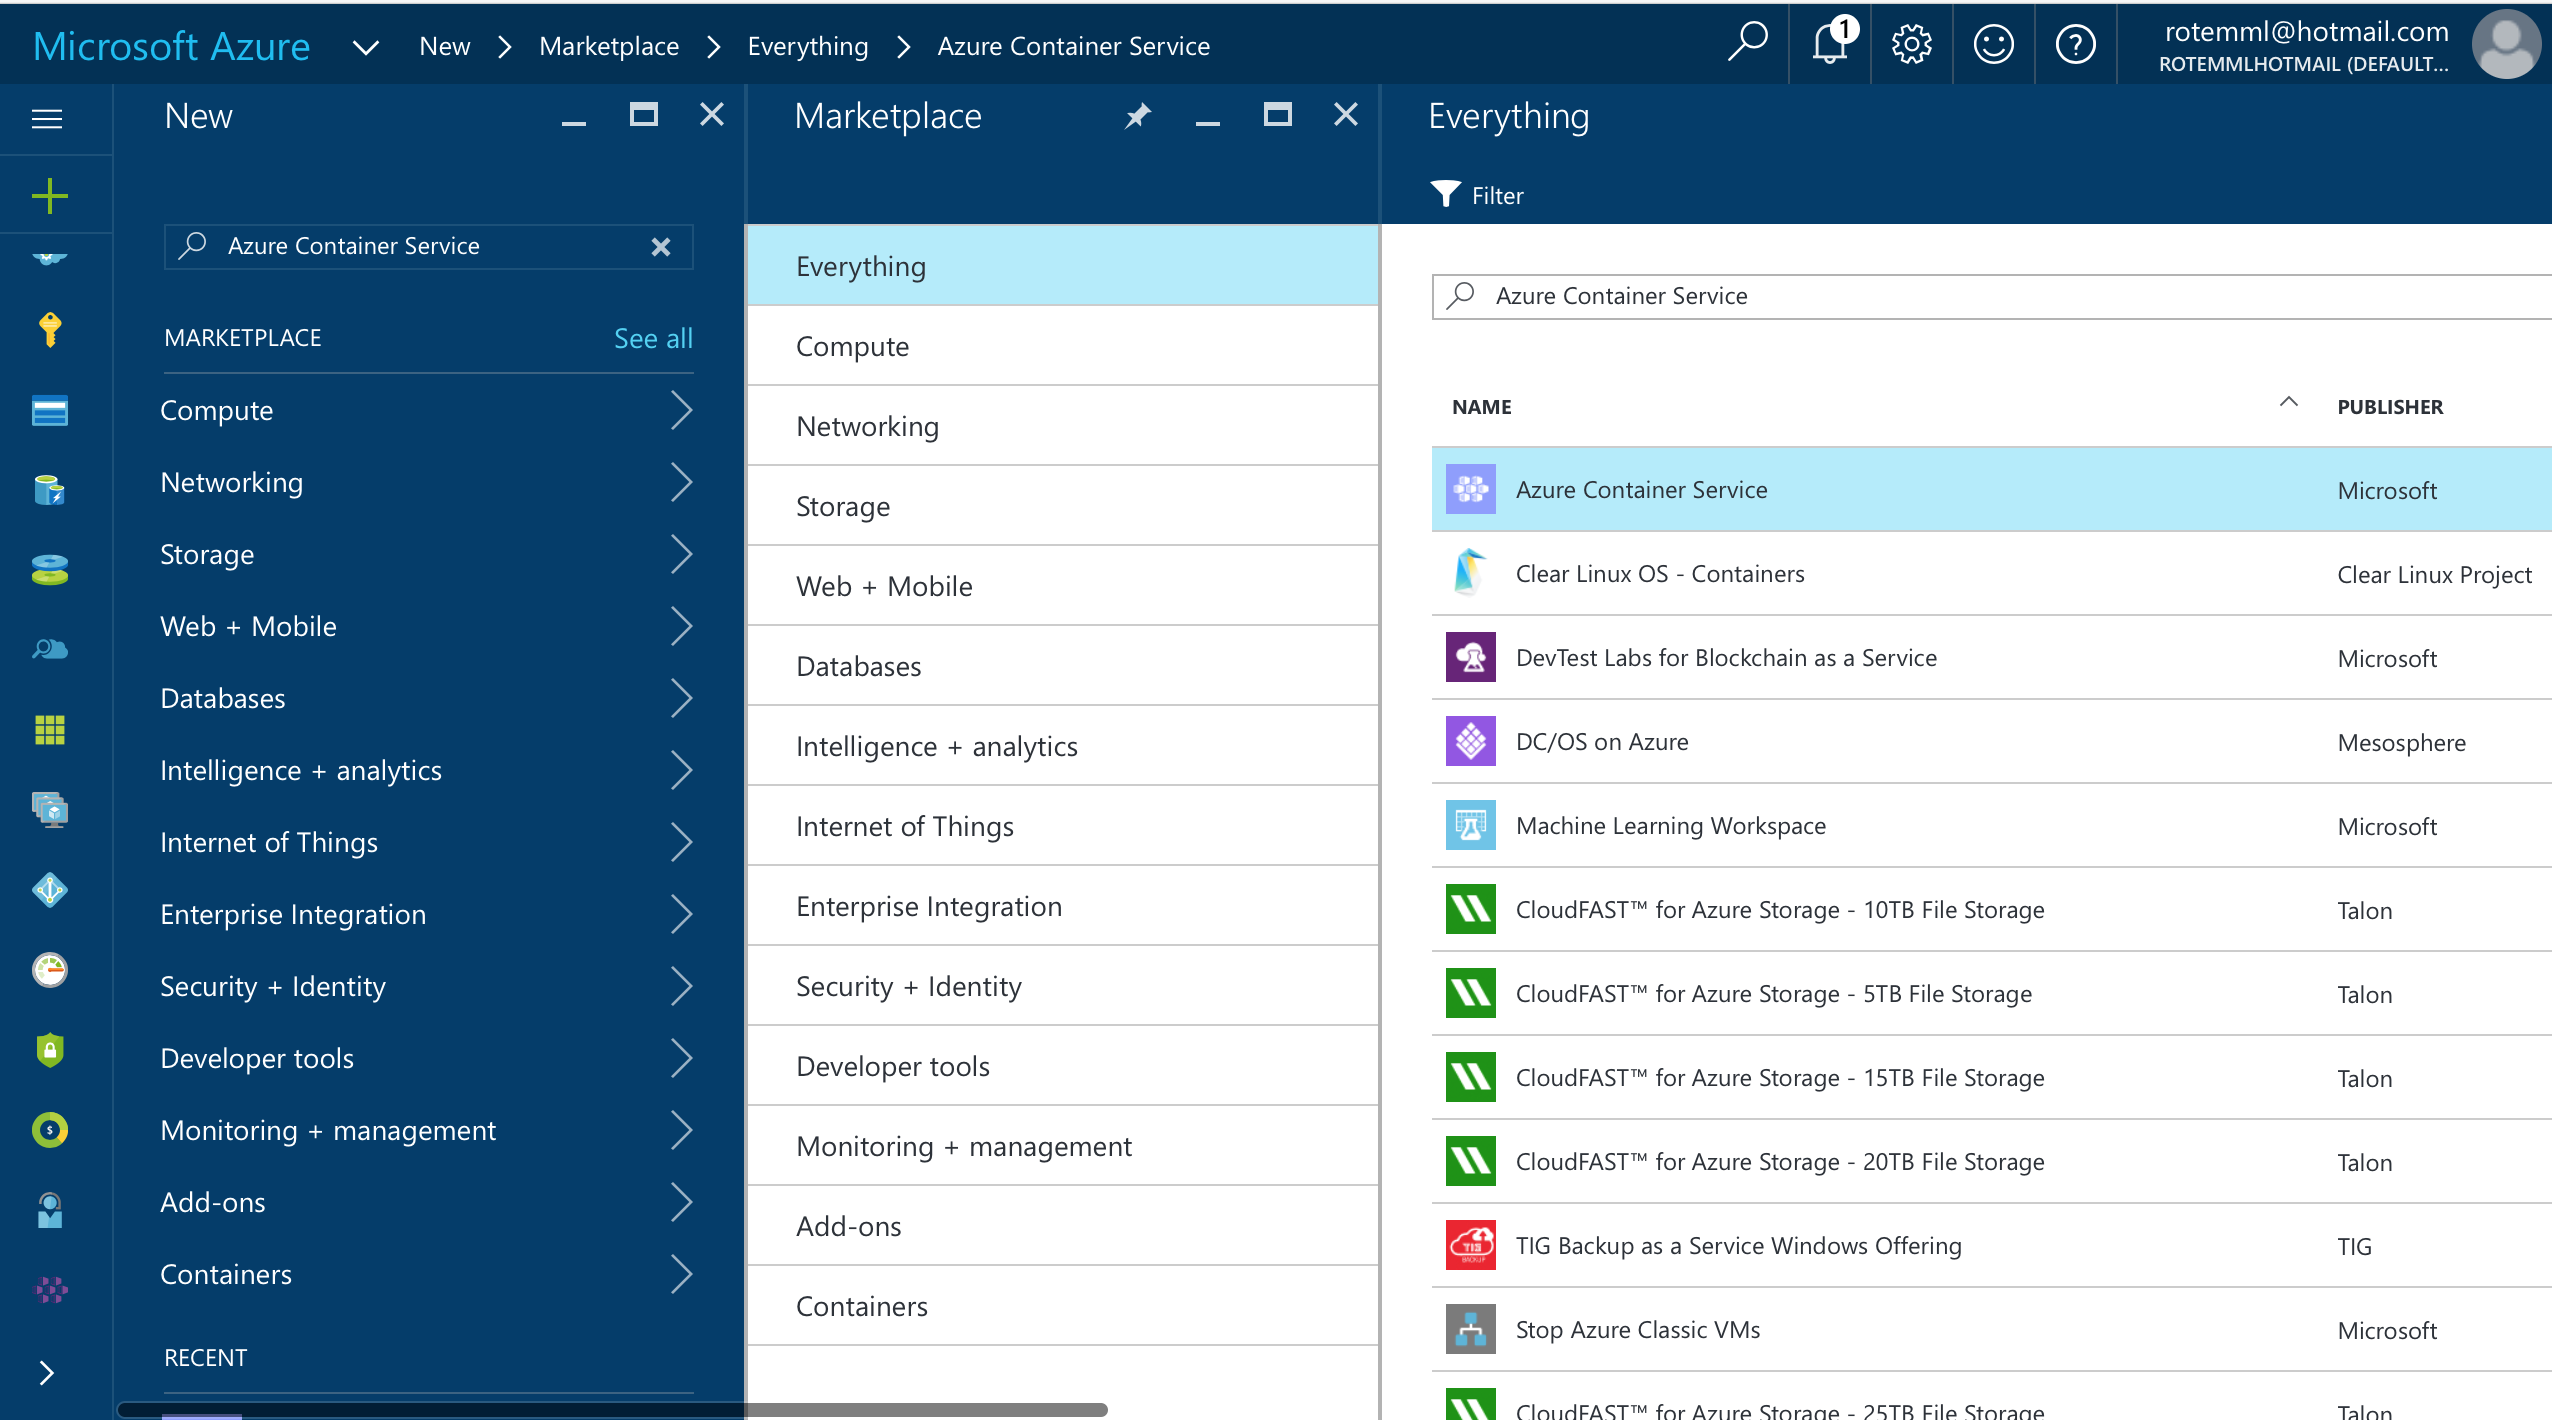 Microsoft Azure New Marketplace Everything Azure Container Service 1 rotemml@hotmail.com
ROTEMMLHOTMAIL (DEFAULT...
New
Azure Container Service
MARKETPLACE See all
Compute
Networking
Storage
Web + Mobile
Databases
Intelligence + analytics
Internet of Things
Enterprise Integration
Security + Identity
Developer tools
Monitoring + management
Add-ons
Containers
RECENT
Marketplace
Everything
Compute
Networking
Storage
Web + Mobile
Databases
Intelligence + analytics
Internet of Things
Enterprise Integration
Security + Identity
Developer tools
Monitoring + management
Add-ons
Containers
Everything
Filter
Azure Container Service
NAME PUBLISHER
Azure Container Service Microsoft
Clear Linux OS - Containers Clear Linux Project
DevTest Labs for Blockchain as a Service Microsoft
DC/OS on Azure Mesosphere
Machine Learning Workspace Microsoft
CloudFAST™ for Azure Storage - 10TB File Storage Talon
CloudFAST™ for Azure Storage - 5TB File Storage Talon
CloudFAST™ for Azure Storage - 15TB File Storage Talon
CloudFAST™ for Azure Storage - 20TB File Storage Talon
TIG BACKUP TIG Backup as a Service Windows Offering TIG
Stop Azure Classic VMs Microsoft
CloudFAST™ for Azure Storage - 25TB File Storage Talon